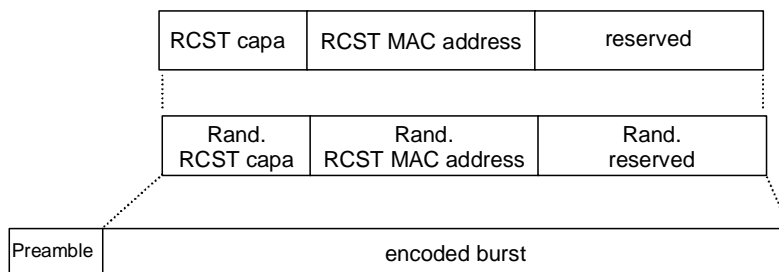 RCST capa
RCST MAC address
reserved
Rand.
RCST capa
Rand.
RCST MAC address
Rand.
reserved
Preamble
encoded burst